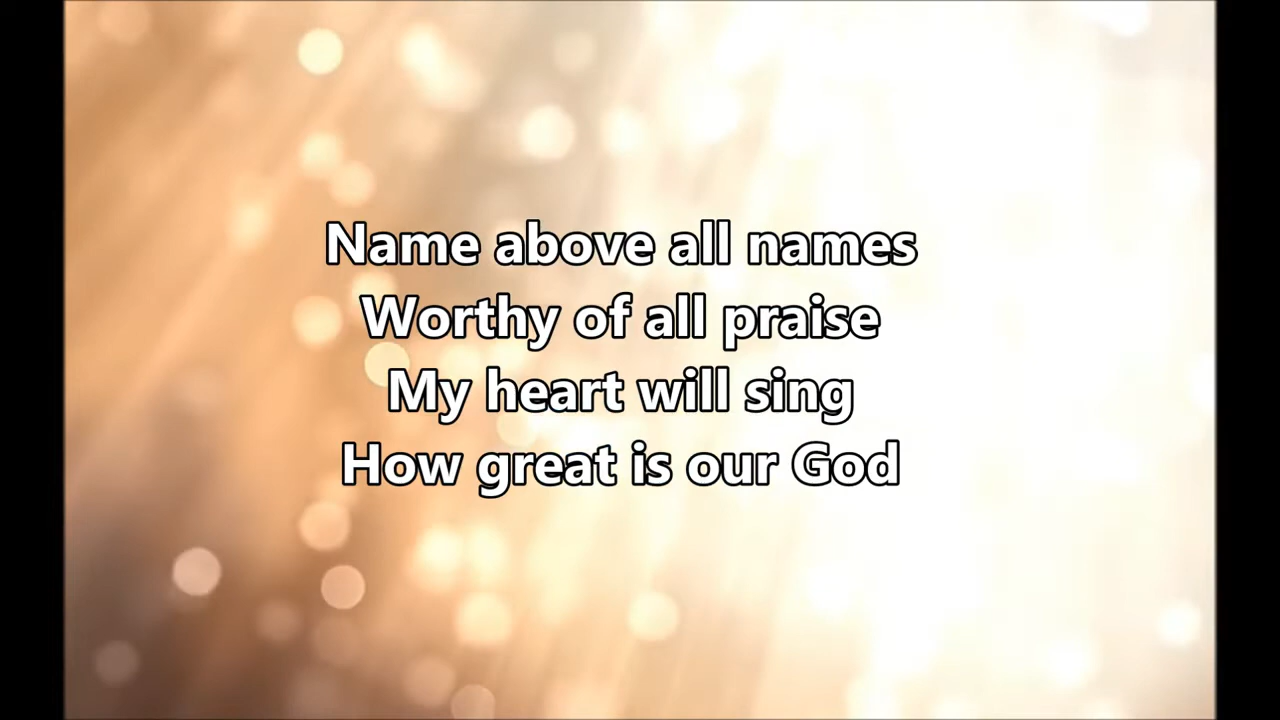 Name above all names
Worthy of all praise
My heart will sing
How great is our God